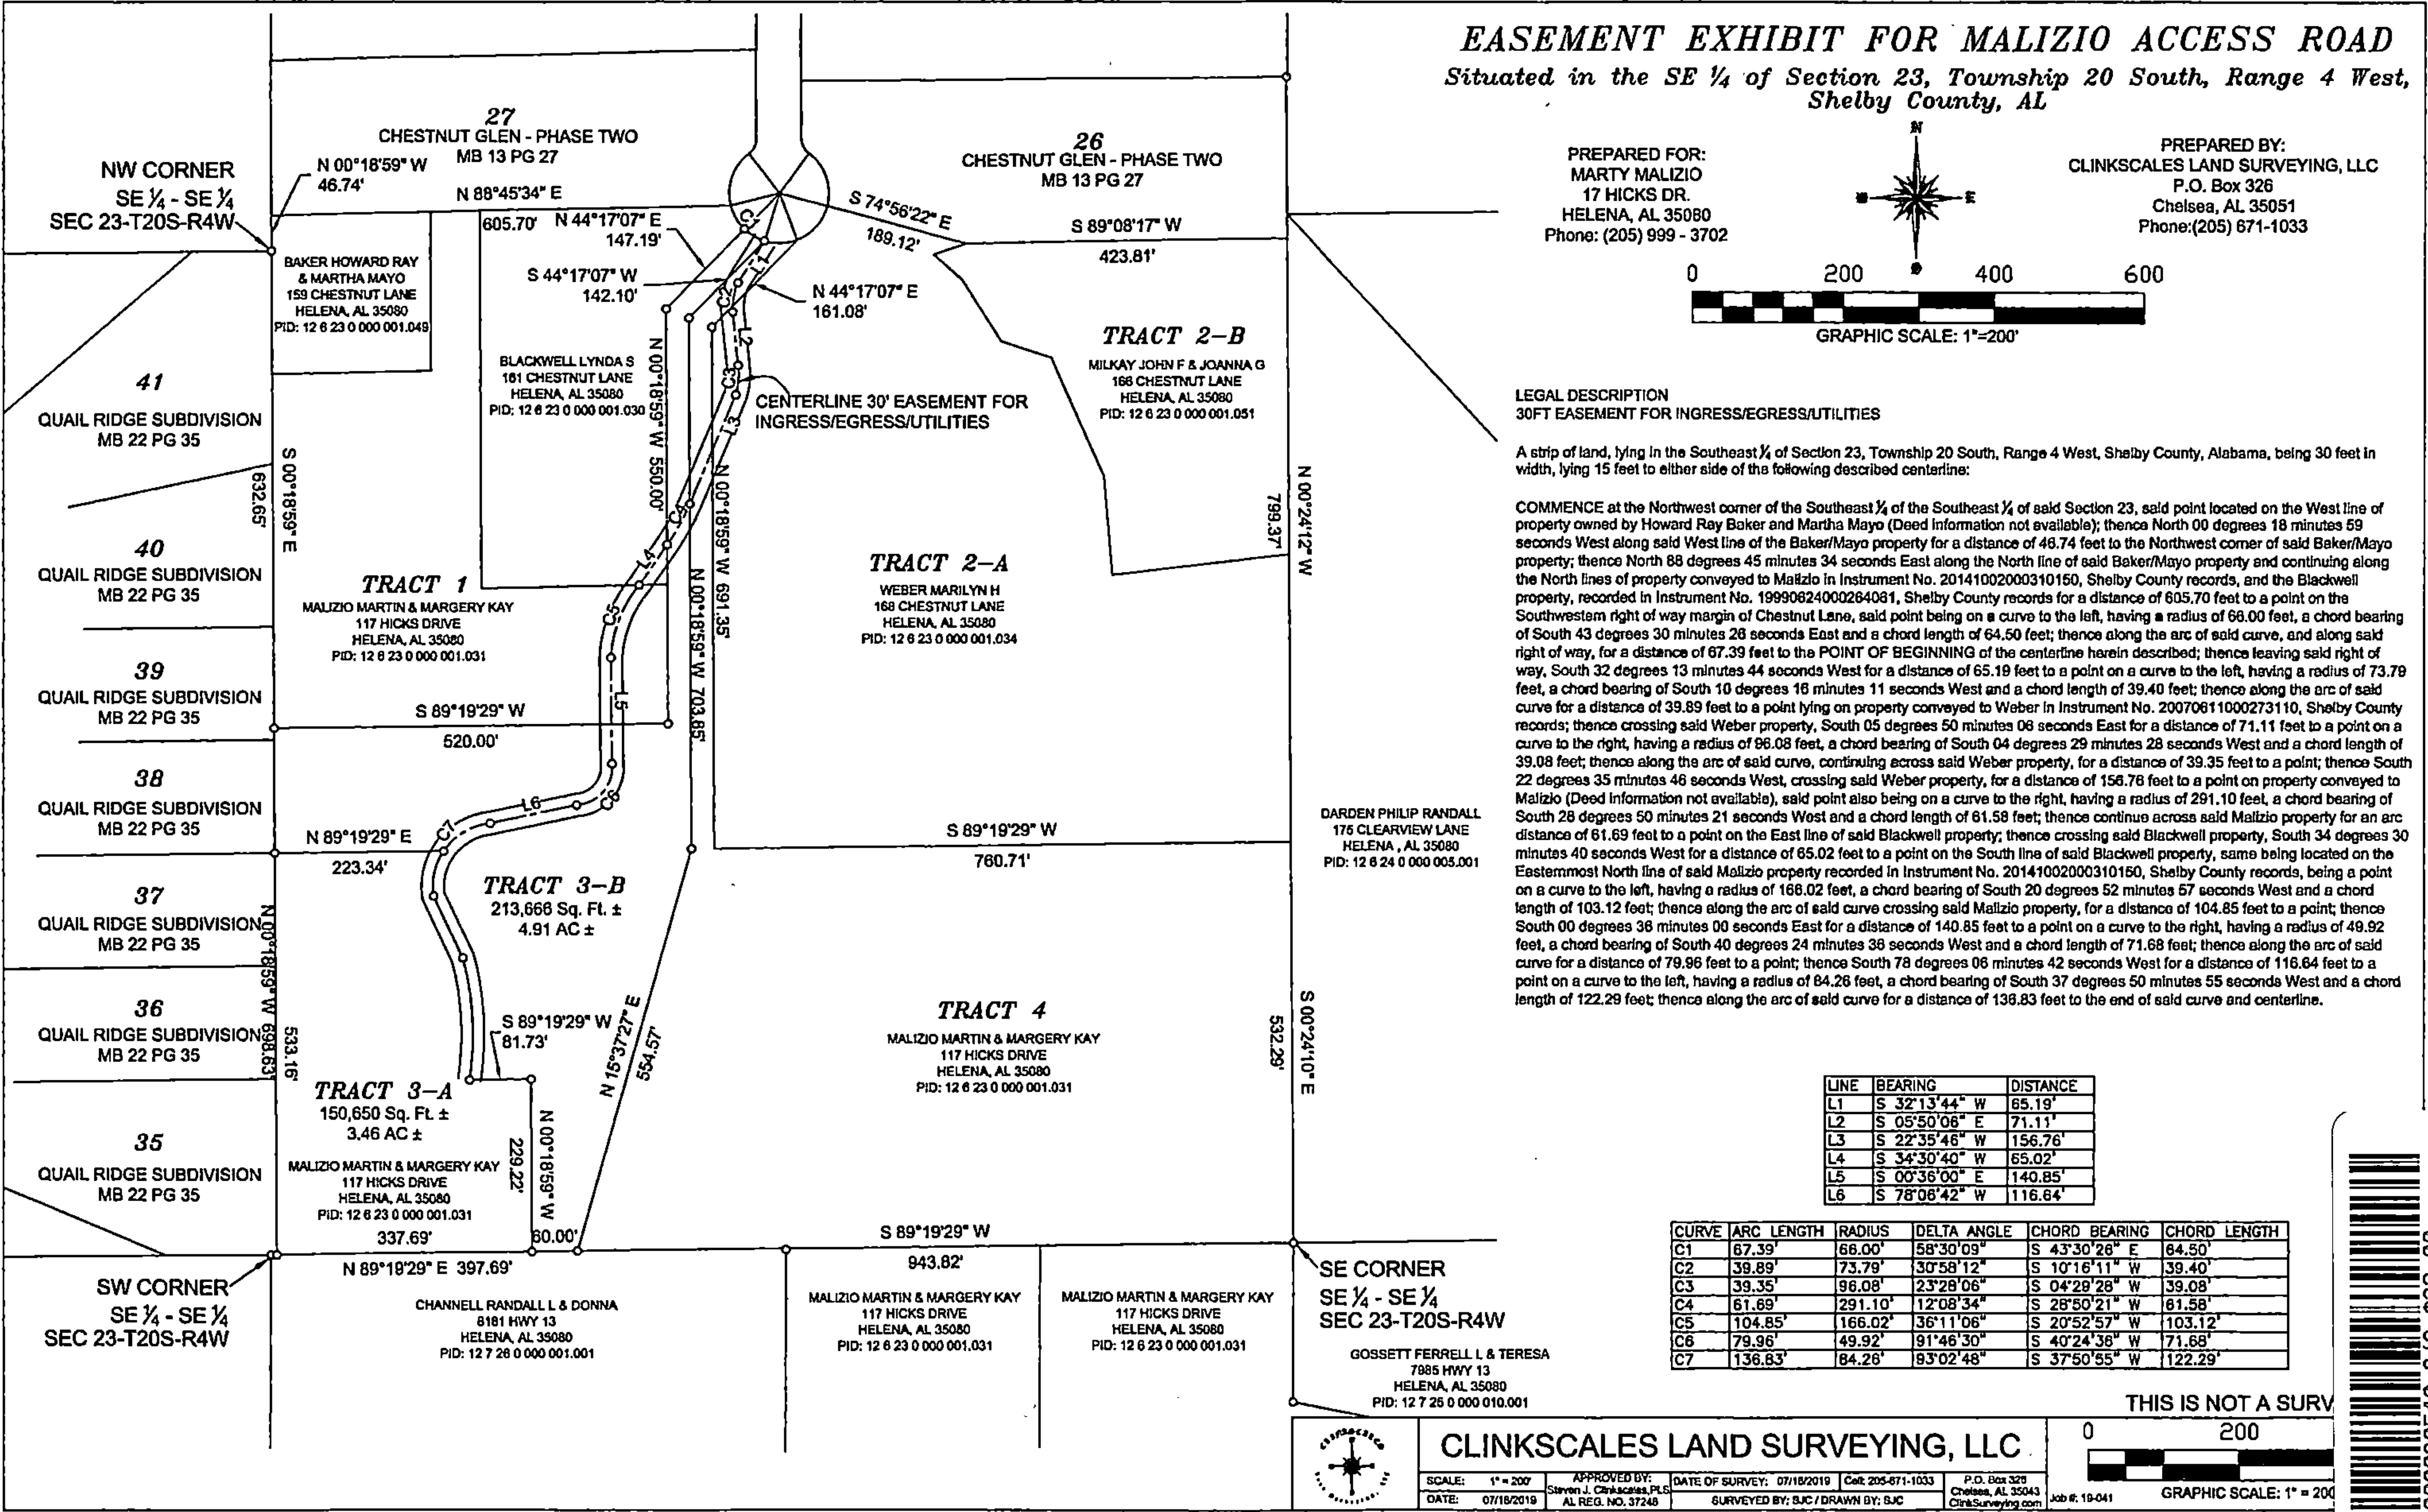 EASEMENT EXHIBIT FOR MALIZIO ACCESS ROAD
Situated in the SE ¼ of Section 23, Township 20 South, Range 4 West,
Shelby County, AL
PREPARED FOR:
MARTY MALIZIO
17 HICKS DR.
HELENA, AL 35080
Phone: (205) 999 - 3702
N
E
PREPARED BY:
CLINKSCALES LAND SURVEYING, LLC
P.O. Box 326
Chelsea, AL 35051
Phone:(205) 671-1033
0 200 400 600
GRAPHIC SCALE: 1"=200'
LEGAL DESCRIPTION
30FT EASEMENT FOR INGRESS/EGRESS/UTILITIES
A strip of land, lying in the Southeast ¼ of Section 23, Township 20 South, Range 4 West, Shelby County, Alabama, being 30 feet in
width, lying 15 feet to either side of the following described centerline:
COMMENCE at the Northwest corner of the Southeast ¼ of the Southeast ¼ of said Section 23, said point located on the West line of
property owned by Howard Ray Baker and Martha Mayo (Deed Information not available); thence North 00 degrees 18 minutes 59
seconds West along said West line of the Baker/Mayo property for a distance of 46.74 feet to the Northwest corner of said Baker/Mayo
property; thence North 88 degrees 45 minutes 34 seconds East along the North line of said Baker/Mayo property and continuing along
the North lines of property conveyed to Malizio in Instrument No. 20141002000310150, Shelby County records, and the Blackwell
property, recorded in Instrument No. 19990624000264081, Shelby County records for a distance of 605.70 feet to a point on the
Southwestern right of way margin of Chestnut Lane, said point being on a curve to the left, having a radius of 66.00 feet, a chord bearing
of South 43 degrees 30 minutes 26 seconds East and a chord length of 64.50 feet; thence along the arc of said curve, and along said
right of way, for a distance of 67.39 feet to the POINT OF BEGINNING of the centerline herein described; thence leaving said right of
way, South 32 degrees 13 minutes 44 seconds West for a distance of 65.19 feet to a point on a curve to the left, having a radius of 73.79
feet, a chord bearing of South 10 degrees 16 minutes 11 seconds West and a chord length of 39.40 feet; thence along the arc of said
curve for a distance of 39.89 feet to a point lying on property conveyed to Weber in Instrument No. 20070611000273110, Shelby County
records; thence crossing said Weber property, South 05 degrees 50 minutes 06 seconds East for a distance of 71.11 feet to a point on a
curve to the right, having a radius of 96.08 feet, a chord bearing of South 04 degrees 29 minutes 28 seconds West and a chord length of
39.08 feet; thence along the arc of said curve, continuing across said Weber property, for a distance of 39.35 feet to a point; thence South
22 degrees 35 minutes 46 seconds West, crossing said Weber property, for a distance of 156.76 feet to a point on property conveyed to
Malizio (Deed Information not available), said point also being on a curve to the right, having a radius of 291.10 feet, a chord bearing of
South 28 degrees 50 minutes 21 seconds West and a chord length of 61.58 feet; thence continue across said Malizio property for an arc
distance of 61.69 feet to a point on the East line of said Blackwell property; thence crossing said Blackwell property, South 34 degrees 30
minutes 40 seconds West for a distance of 65.02 feet to a point on the South line of said Blackwell property, same being located on the
Easternmost North line of said Malizio property recorded in Instrument No. 20141002000310150, Shelby County records, being a point
on a curve to the left, having a radius of 166.02 feet, a chord bearing of South 20 degrees 52 minutes 57 seconds West and a chord
length of 103.12 feet; thence along the arc of said curve crossing said Malizio property, for a distance of 104.85 feet to a point; thence
South 00 degrees 36 minutes 00 seconds East for a distance of 140.85 feet to a point on a curve to the right, having a radius of 49.92
feet, a chord bearing of South 40 degrees 24 minutes 36 seconds West and a chord length of 71.68 feet; thence along the arc of said
curve for a distance of 79.96 feet to a point; thence South 78 degrees 06 minutes 42 seconds West for a distance of 116.64 feet to a
point on a curve to the left, having a radius of 84.26 feet, a chord bearing of South 37 degrees 50 minutes 55 seconds West and a chord
length of 122.29 feet; thence along the arc of said curve for a distance of 136.83 feet to the end of said curve and centerline.
LINE BEARING DISTANCE
L1 S 32°13'44" W 65.19'
L2 S 05°50'06" E 71.11'
L3 S 22°35'46" W 156.76'
L4 S 34°30'40" W 65.02'
L5 S 00°36'00" E 140.85'
L6 S 78°06'42" W 116.64'
CURVE ARC LENGTH RADIUS DELTA ANGLE CHORD BEARING CHORD LENGTH
C1 67.39' 66.00' 58°30'09" S 43°30'26" E 64.50'
C2 39.89' 73.79' 30°58'12" S 10°16'11" W 39.40'
C3 39.35' 96.08' 23°28'06" S 04°29'28" W 39.08'
C4 61.69' 291.10' 12°08'34" S 28°50'21" W 61.58'
C5 104.85' 166.02' 36°11'06" S 20°52'57" W 103.12'
C6 79.96' 49.92' 91°46'30" S 40°24'36" W 71.68'
C7 136.83' 84.26' 93°02'48" S 37°50'55" W 122.29'
THIS IS NOT A SURV
0 200
GRAPHIC SCALE: 1" = 200
CLINKSCALES LAND SURVEYING, LLC
SCALE: 1" = 200'
DATE: 07/16/2019
APPROVED BY:
Steven J. Clinkscales, PLS
AL REG. NO. 37248
DATE OF SURVEY: 07/16/2019
Cell: 205-671-1033
SURVEYED BY: SJC / DRAWN BY: SJC
P.O. Box 326
Chelsea, AL 35043
ClinkSurveying.com
Job #: 19-041
27
CHESTNUT GLEN - PHASE TWO
MB 13 PG 27
26
CHESTNUT GLEN - PHASE TWO
MB 13 PG 27
NW CORNER
SE ¼ - SE ¼
SEC 23-T20S-R4W
N 00°18'59" W
46.74'
N 88°45'34" E
605.70'
N 44°17'07" E
147.19'
S 44°17'07" W
142.10'
N 44°17'07" E
161.08'
S 74°56'22" E
189.12'
S 89°08'17" W
423.81'
BAKER HOWARD RAY
& MARTHA MAYO
159 CHESTNUT LANE
HELENA, AL 35080
PID: 12 6 23 0 000 001.049
BLACKWELL LYNDA S
161 CHESTNUT LANE
HELENA, AL 35080
PID: 12 6 23 0 000 001.030
CENTERLINE 30' EASEMENT FOR
INGRESS/EGRESS/UTILITIES
TRACT 2-B
MILKAY JOHN F & JOANNA G
166 CHESTNUT LANE
HELENA, AL 35080
PID: 12 6 23 0 000 001.051
41
QUAIL RIDGE SUBDIVISION
MB 22 PG 35
40
QUAIL RIDGE SUBDIVISION
MB 22 PG 35
39
QUAIL RIDGE SUBDIVISION
MB 22 PG 35
38
QUAIL RIDGE SUBDIVISION
MB 22 PG 35
37
QUAIL RIDGE SUBDIVISION
MB 22 PG 35
36
QUAIL RIDGE SUBDIVISION
MB 22 PG 35
35
QUAIL RIDGE SUBDIVISION
MB 22 PG 35
S 00°18'59" E
632.65'
N 00°18'59" W 550.00'
N 00°18'59" W 691.35'
N 00°18'59" W 703.85'
N 00°24'12" W
799.37'
C1
L1
C2
L2
C3
L3
C4
L4
C5
L5
C6
L6
C7
TRACT 1
MALIZIO MARTIN & MARGERY KAY
117 HICKS DRIVE
HELENA, AL 35080
PID: 12 6 23 0 000 001.031
TRACT 2-A
WEBER MARILYN H
168 CHESTNUT LANE
HELENA, AL 35080
PID: 12 6 23 0 000 001.034
S 89°19'29" W
520.00'
N 89°19'29" E
223.34'
S 89°19'29" W
760.71'
DARDEN PHILIP RANDALL
175 CLEARVIEW LANE
HELENA , AL 35080
PID: 12 6 24 0 000 005.001
TRACT 3-B
213,666 Sq. Ft. ±
4.91 AC ±
N 00°18'59" W 698.63'
533.16'
S 89°19'29" W
81.73'
N 15°37'27" E
554.57'
TRACT 4
MALIZIO MARTIN & MARGERY KAY
117 HICKS DRIVE
HELENA, AL 35080
PID: 12 6 23 0 000 001.031
S 00°24'10" E
532.29'
TRACT 3-A
150,650 Sq. Ft. ±
3.46 AC ±
MALIZIO MARTIN & MARGERY KAY
117 HICKS DRIVE
HELENA, AL 35080
PID: 12 6 23 0 000 001.031
N 00°18'59" W
229.22'
337.69'
60.00'
N 89°19'29" E 397.69'
S 89°19'29" W
943.82'
SW CORNER
SE ¼ - SE ¼
SEC 23-T20S-R4W
SE CORNER
SE ¼ - SE ¼
SEC 23-T20S-R4W
CHANNELL RANDALL L & DONNA
8181 HWY 13
HELENA, AL 35080
PID: 12 7 26 0 000 001.001
MALIZIO MARTIN & MARGERY KAY
117 HICKS DRIVE
HELENA, AL 35080
PID: 12 6 23 0 000 001.031
MALIZIO MARTIN & MARGERY KAY
117 HICKS DRIVE
HELENA, AL 35080
PID: 12 6 23 0 000 001.031
GOSSETT FERRELL L & TERESA
7985 HWY 13
HELENA, AL 35080
PID: 12 7 25 0 000 010.001